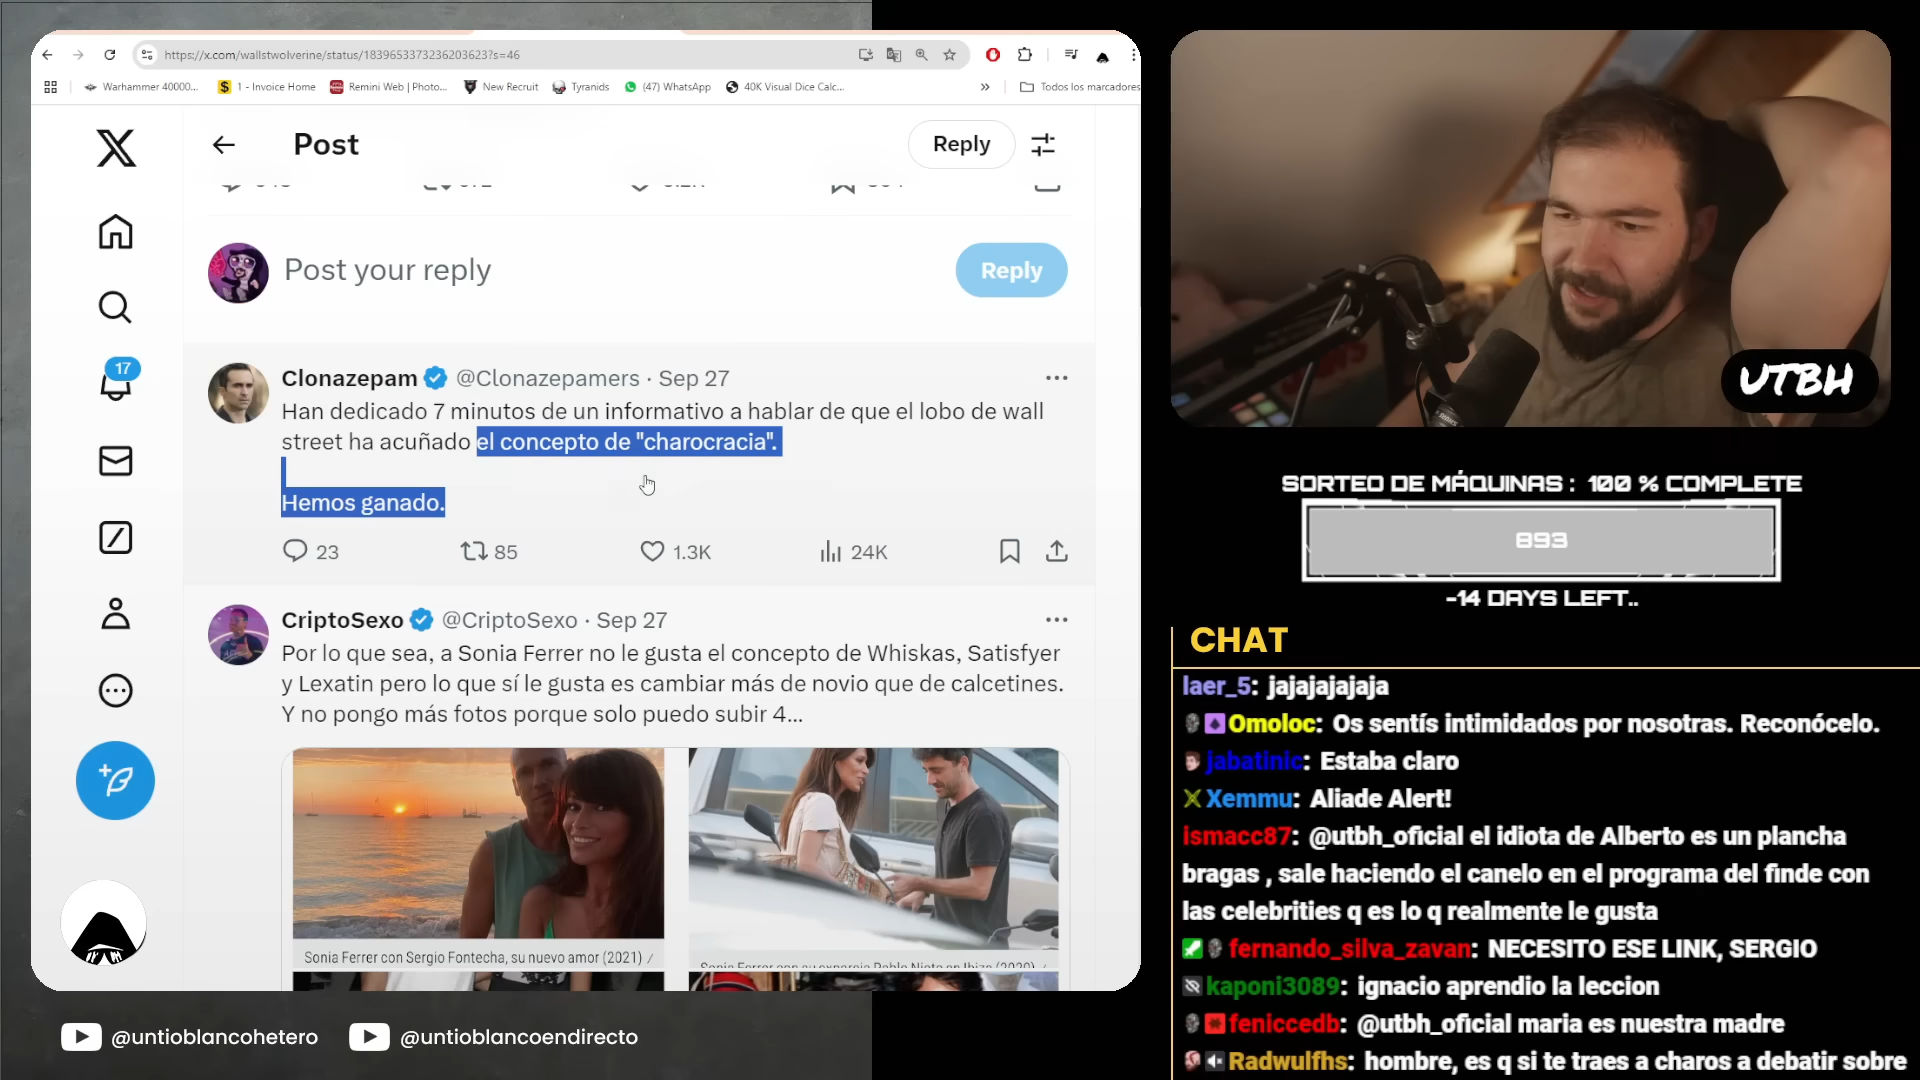 https://x.com/wallstwolverine/status/1839653373236203623?s=46
Warhammer 40000...
1 - Invoice Home
Remini Web | Photo...
New Recruit
Tyranids
(47) WhatsApp
40K Visual Dice Calc...
»
Todos los marcadores
Post
Reply
Post your reply
Reply
17
Clonazepam @Clonazepamers · Sep 27
Han dedicado 7 minutos de un informativo a hablar de que el lobo de wall
street ha acuñado el concepto de "charocracia".
Hemos ganado.
23 85 1.3K 24K
CriptoSexo @CriptoSexo · Sep 27
Por lo que sea, a Sonia Ferrer no le gusta el concepto de Whiskas, Satisfyer
y Lexatin pero lo que sí le gusta es cambiar más de novio que de calcetines.
Y no pongo más fotos porque solo puedo subir 4...
Sonia Ferrer con Sergio Fontecha, su nuevo amor (2021) /
Sonia Ferrer con su expareja Pablo Nieto en Ibiza (2020)
@untioblancohetero
@untioblancoendirecto
UTBH
SORTEO DE MÁQUINAS : 100 % COMPLETE
893
-14 DAYS LEFT..
CHAT
laer_5: jajajajajaja
Omoloc: Os sentís intimidados por nosotras. Reconócelo.
jabatinic: Estaba claro
Xemmu: Aliade Alert!
ismacc87: @utbh_oficial el idiota de Alberto es un plancha
bragas , sale haciendo el canelo en el programa del finde con
las celebrities q es lo q realmente le gusta
fernando_silva_zavan: NECESITO ESE LINK, SERGIO
kaponi3089: ignacio aprendio la leccion
feniccedb: @utbh_oficial maria es nuestra madre
Radwulfhs: hombre, es q si te traes a charos a debatir sobre